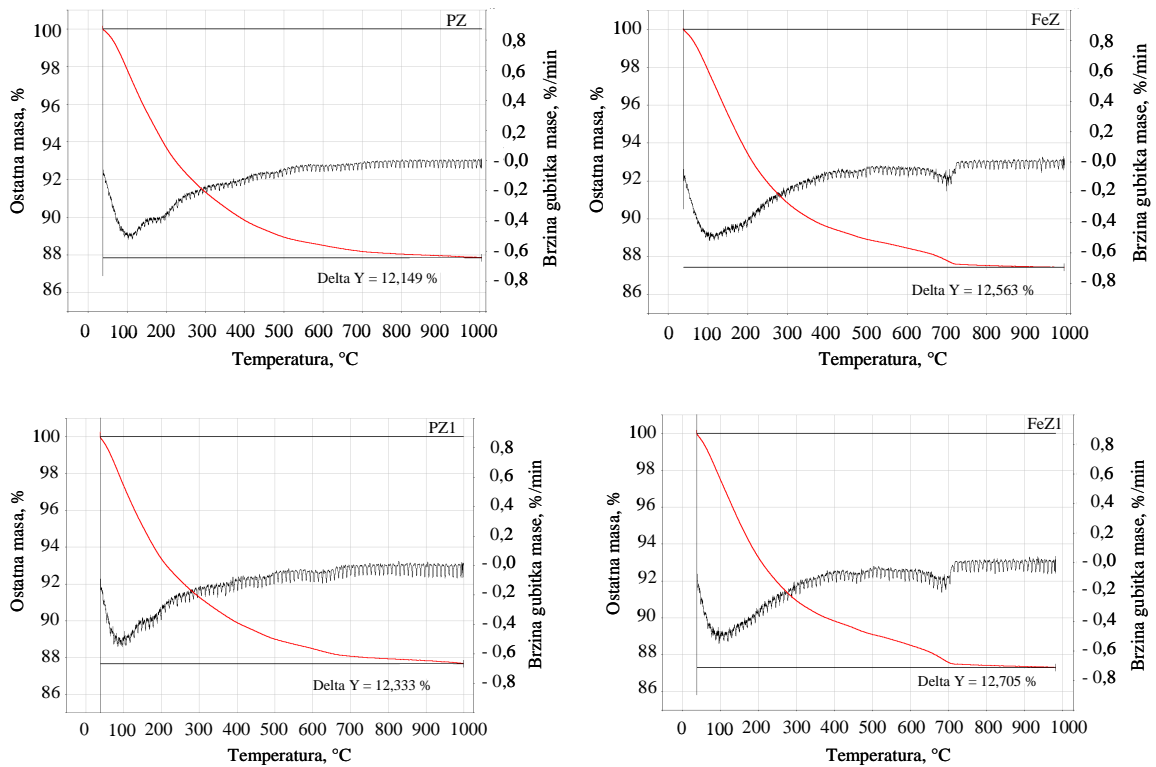 PZ
Ostatna masa, %
100
98
96
94
92
90
88
86
0,8
0,6
0,4
0,2
- 0,0
- 0,2
- 0,4
- 0,6
- 0,8
Brzina gubitka mase, %/min
Delta Y = 12,149 %
0 100 200 300 400 500 600 700 800 900 1000
Temperatura, °C
FeZ
Ostatna masa, %
100
98
96
94
92
90
88
86
0,8
0,6
0,4
0,2
- 0,0
- 0,2
- 0,4
- 0,6
- 0,8
Brzina gubitka mase, %/min
Delta Y = 12,563 %
0 100 200 300 400 500 600 700 800 900 1000
Temperatura, °C
PZ1
Ostatna masa, %
100
98
96
94
92
90
88
86
0,8
0,6
0,4
0,2
- 0,0
- 0,2
- 0,4
- 0,6
- 0,8
Brzina gubitka mase, %/min
Delta Y = 12,333 %
0 100 200 300 400 500 600 700 800 900 1000
Temperatura, °C
FeZ1
Ostatna masa, %
100
98
96
94
92
90
88
86
0,8
0,6
0,4
0,2
- 0,0
- 0,2
- 0,4
- 0,6
- 0,8
Brzina gubitka mase, %/min
Delta Y = 12,705 %
0 100 200 300 400 500 600 700 800 900 1000
Temperatura, °C